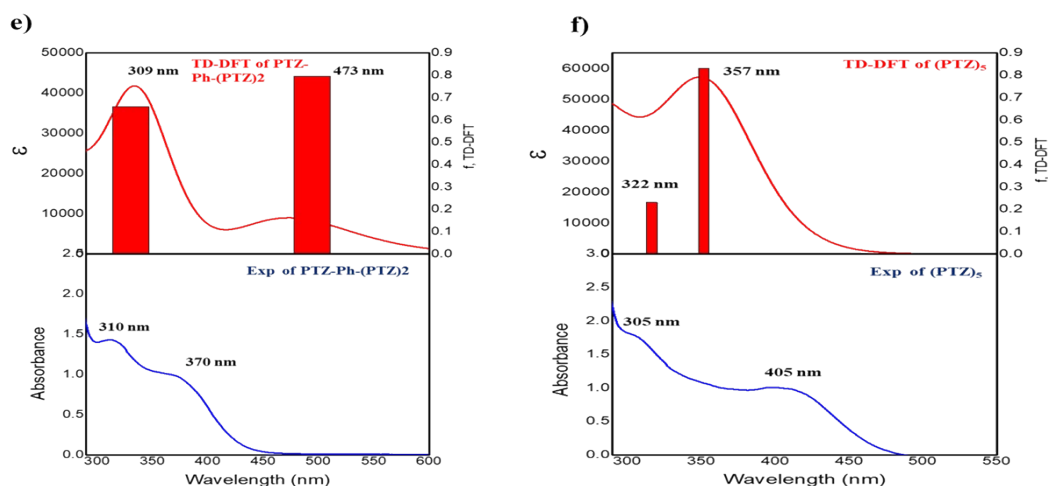 e)
50000
40000
30000
20000
10000
ε
TD-DFT of PTZ-
Ph-(PTZ)2
309 nm
473 nm
0.9
0.8
0.7
0.6
0.5
0.4
0.3
0.2
0.1
0.0
f, TD-DFT
Exp of PTZ-Ph-(PTZ)2
2.0
1.5
1.0
0.5
0.0
Absorbance
310 nm
370 nm
300 350 400 450 500 550 600
Wavelength (nm)
f)
60000
50000
40000
30000
20000
10000
ε
TD-DFT of (PTZ)₅
357 nm
322 nm
0.9
0.8
0.7
0.6
0.5
0.4
0.3
0.2
0.1
0.0
f, TD-DFT
Exp of (PTZ)₅
2.5
2.0
1.5
1.0
0.5
0.0
Absorbance
305 nm
405 nm
300 350 400 450 500 550
Wavelength (nm)